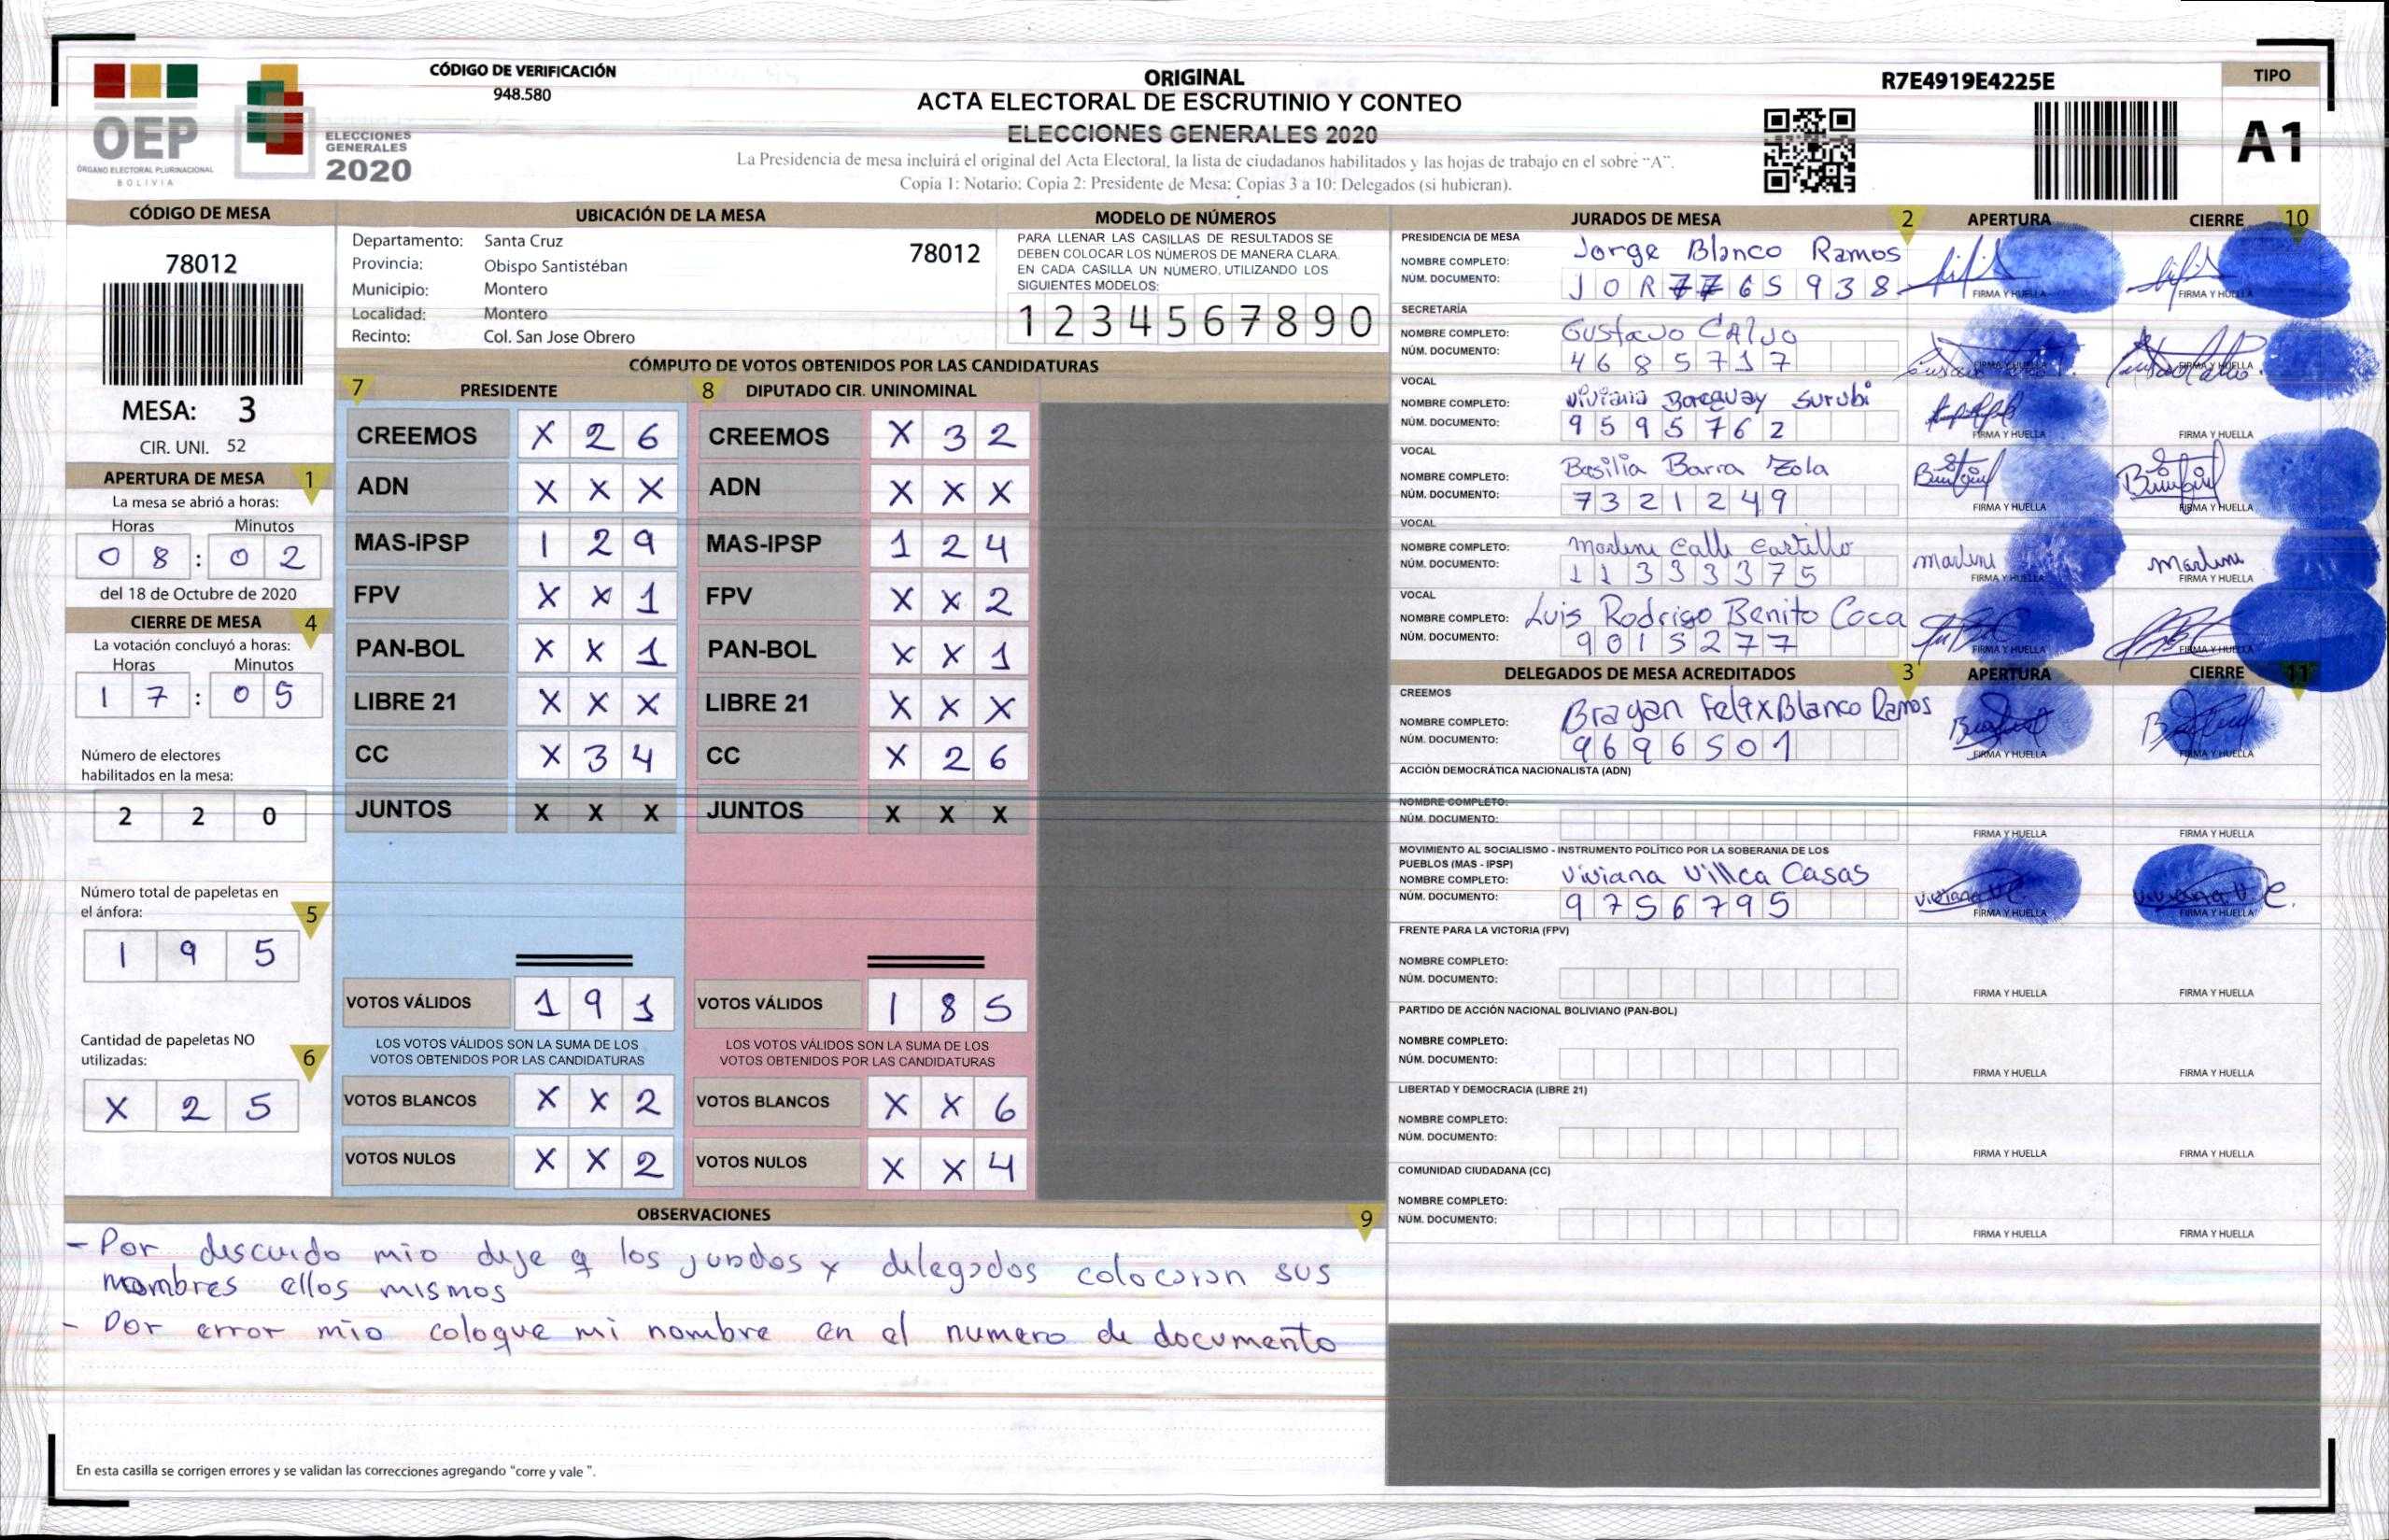 CÓDIGO DE VERIFICACIÓN
948.580
OEP
ÓRGANO ELECTORAL PLURINACIONAL
BOLIVIA
ELECCIONES
GENERALES
2020
ORIGINAL
ACTA ELECTORAL DE ESCRUTINIO Y CONTEO
ELECCIONES GENERALES 2020
La Presidencia de mesa incluirá el original del Acta Electoral, la lista de ciudadanos habilitados y las hojas de trabajo en el sobre "A".
Copia 1: Notario; Copia 2: Presidente de Mesa; Copias 3 a 10: Delegados (si hubieran).
R7E4919E4225E
TIPO
A1
CÓDIGO DE MESA
78012
MESA: 3
CIR. UNI. 52
APERTURA DE MESA 1
La mesa se abrió a horas:
Horas Minutos
0 8 : 0 2
del 18 de Octubre de 2020
CIERRE DE MESA 4
La votación concluyó a horas:
Horas Minutos
1 7 : 0 5
Número de electores
habilitados en la mesa:
2 2 0
Número total de papeletas en
el ánfora: 5
1 9 5
Cantidad de papeletas NO
utilizadas: 6
X 2 5
UBICACIÓN DE LA MESA
Departamento: Santa Cruz 78012
Provincia: Obispo Santistéban
Municipio: Montero
Localidad: Montero
Recinto: Col. San Jose Obrero
MODELO DE NÚMEROS
PARA LLENAR LAS CASILLAS DE RESULTADOS SE
DEBEN COLOCAR LOS NÚMEROS DE MANERA CLARA.
EN CADA CASILLA UN NÚMERO, UTILIZANDO LOS
SIGUIENTES MODELOS:
1 2 3 4 5 6 7 8 9 0
CÓMPUTO DE VOTOS OBTENIDOS POR LAS CANDIDATURAS
7 PRESIDENTE
CREEMOS X 2 6
ADN X X X
MAS-IPSP 1 2 9
FPV X X 1
PAN-BOL X X 1
LIBRE 21 X X X
CC X 3 4
JUNTOS X X X
VOTOS VÁLIDOS 1 9 1
LOS VOTOS VÁLIDOS SON LA SUMA DE LOS
VOTOS OBTENIDOS POR LAS CANDIDATURAS
VOTOS BLANCOS X X 2
VOTOS NULOS X X 2
8 DIPUTADO CIR. UNINOMINAL
CREEMOS X 3 2
ADN X X X
MAS-IPSP 1 2 4
FPV X X 2
PAN-BOL X X 1
LIBRE 21 X X X
CC X 2 6
JUNTOS X X X
VOTOS VÁLIDOS 1 8 5
LOS VOTOS VÁLIDOS SON LA SUMA DE LOS
VOTOS OBTENIDOS POR LAS CANDIDATURAS
VOTOS BLANCOS X X 6
VOTOS NULOS X X 4
OBSERVACIONES 9
- Por descuido mio deje q los jurados y delegados colocaran sus
nombres ellos mismos
- Por error mio coloque mi nombre en el numero de documento
En esta casilla se corrigen errores y se validan las correcciones agregando "corre y vale ".
JURADOS DE MESA 2 APERTURA CIERRE 10
PRESIDENCIA DE MESA
NOMBRE COMPLETO: Jorge Blanco Ramos
NÚM. DOCUMENTO: J O R 7 7 6 5 9 3 8
FIRMA Y HUELLA FIRMA Y HUELLA
SECRETARÍA
NOMBRE COMPLETO: Gustavo Calvo
NÚM. DOCUMENTO: 4 6 8 5 7 1 7
FIRMA Y HUELLA FIRMA Y HUELLA
VOCAL
NOMBRE COMPLETO: Viviana Baeguay Surubi
NÚM. DOCUMENTO: 9 5 9 5 7 6 2
FIRMA Y HUELLA FIRMA Y HUELLA
VOCAL
NOMBRE COMPLETO: Basilia Barra Zola
NÚM. DOCUMENTO: 7 3 2 1 2 4 9
FIRMA Y HUELLA FIRMA Y HUELLA
VOCAL
NOMBRE COMPLETO: Marleni Calle Castillo
NÚM. DOCUMENTO: 1 1 3 3 3 3 7 5
Marleni Marleni
FIRMA Y HUELLA FIRMA Y HUELLA
VOCAL
NOMBRE COMPLETO: Luis Rodrigo Benito Coca
NÚM. DOCUMENTO: 9 0 1 5 2 7 7
FIRMA Y HUELLA FIRMA Y HUELLA
DELEGADOS DE MESA ACREDITADOS 3 APERTURA CIERRE 11
CREEMOS
NOMBRE COMPLETO: Brayan Felix Blanco Ramos
NÚM. DOCUMENTO: 9 6 9 6 5 0 1
FIRMA Y HUELLA FIRMA Y HUELLA
ACCIÓN DEMOCRÁTICA NACIONALISTA (ADN)
NOMBRE COMPLETO:
NÚM. DOCUMENTO:
FIRMA Y HUELLA FIRMA Y HUELLA
MOVIMIENTO AL SOCIALISMO - INSTRUMENTO POLÍTICO POR LA SOBERANIA DE LOS
PUEBLOS (MAS - IPSP)
NOMBRE COMPLETO: Viviana Villca Casas
NÚM. DOCUMENTO: 9 7 5 6 7 9 5
Viviana V C Viviana V C.
FIRMA Y HUELLA FIRMA Y HUELLA
FRENTE PARA LA VICTORIA (FPV)
NOMBRE COMPLETO:
NÚM. DOCUMENTO:
FIRMA Y HUELLA FIRMA Y HUELLA
PARTIDO DE ACCIÓN NACIONAL BOLIVIANO (PAN-BOL)
NOMBRE COMPLETO:
NÚM. DOCUMENTO:
FIRMA Y HUELLA FIRMA Y HUELLA
LIBERTAD Y DEMOCRACIA (LIBRE 21)
NOMBRE COMPLETO:
NÚM. DOCUMENTO:
FIRMA Y HUELLA FIRMA Y HUELLA
COMUNIDAD CIUDADANA (CC)
NOMBRE COMPLETO:
NÚM. DOCUMENTO:
FIRMA Y HUELLA FIRMA Y HUELLA